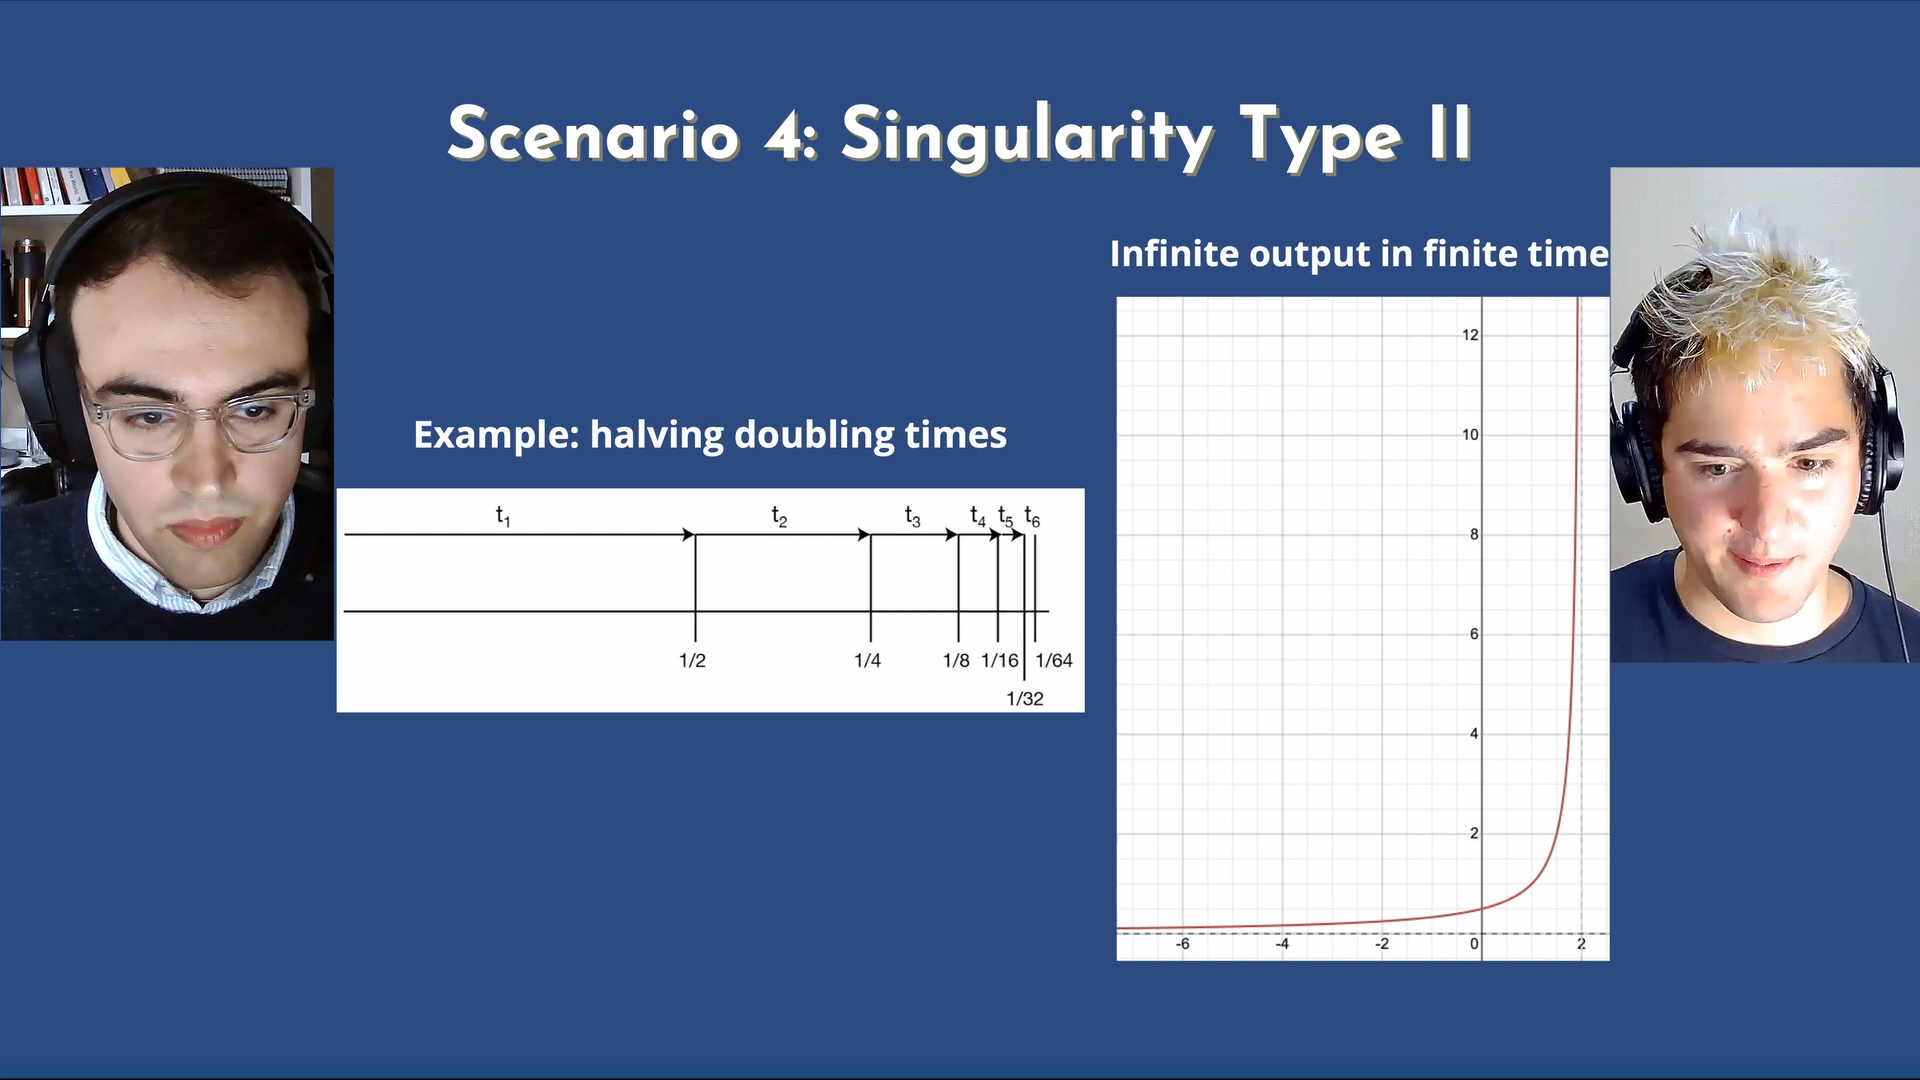 Scenario 4: Singularity Type II
Infinite output in finite time
Example: halving doubling times
t₁ t₂ t₃ t₄ t₅ t₆
1/2 1/4 1/8 1/16 1/64
1/32
12
10
8
6
4
2
-6 -4 -2 0 2